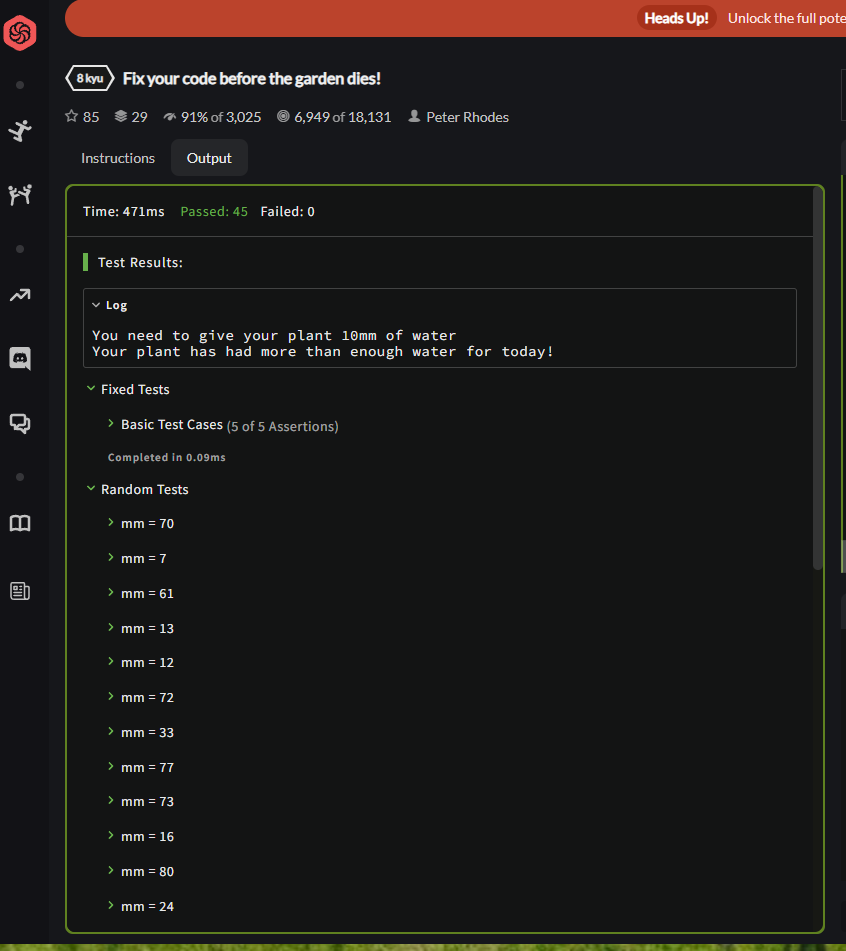 Heads Up! Unlock the full pote
8 kyu Fix your code before the garden dies!
85 29 91% of 3,025 6,949 of 18,131 Peter Rhodes
Instructions Output
Time: 471ms Passed: 45 Failed: 0
Test Results:
Log
You need to give your plant 10mm of water
Your plant has had more than enough water for today!
Fixed Tests
Basic Test Cases (5 of 5 Assertions)
Completed in 0.09ms
Random Tests
mm = 70
mm = 7
mm = 61
mm = 13
mm = 12
mm = 72
mm = 33
mm = 77
mm = 73
mm = 16
mm = 80
mm = 24